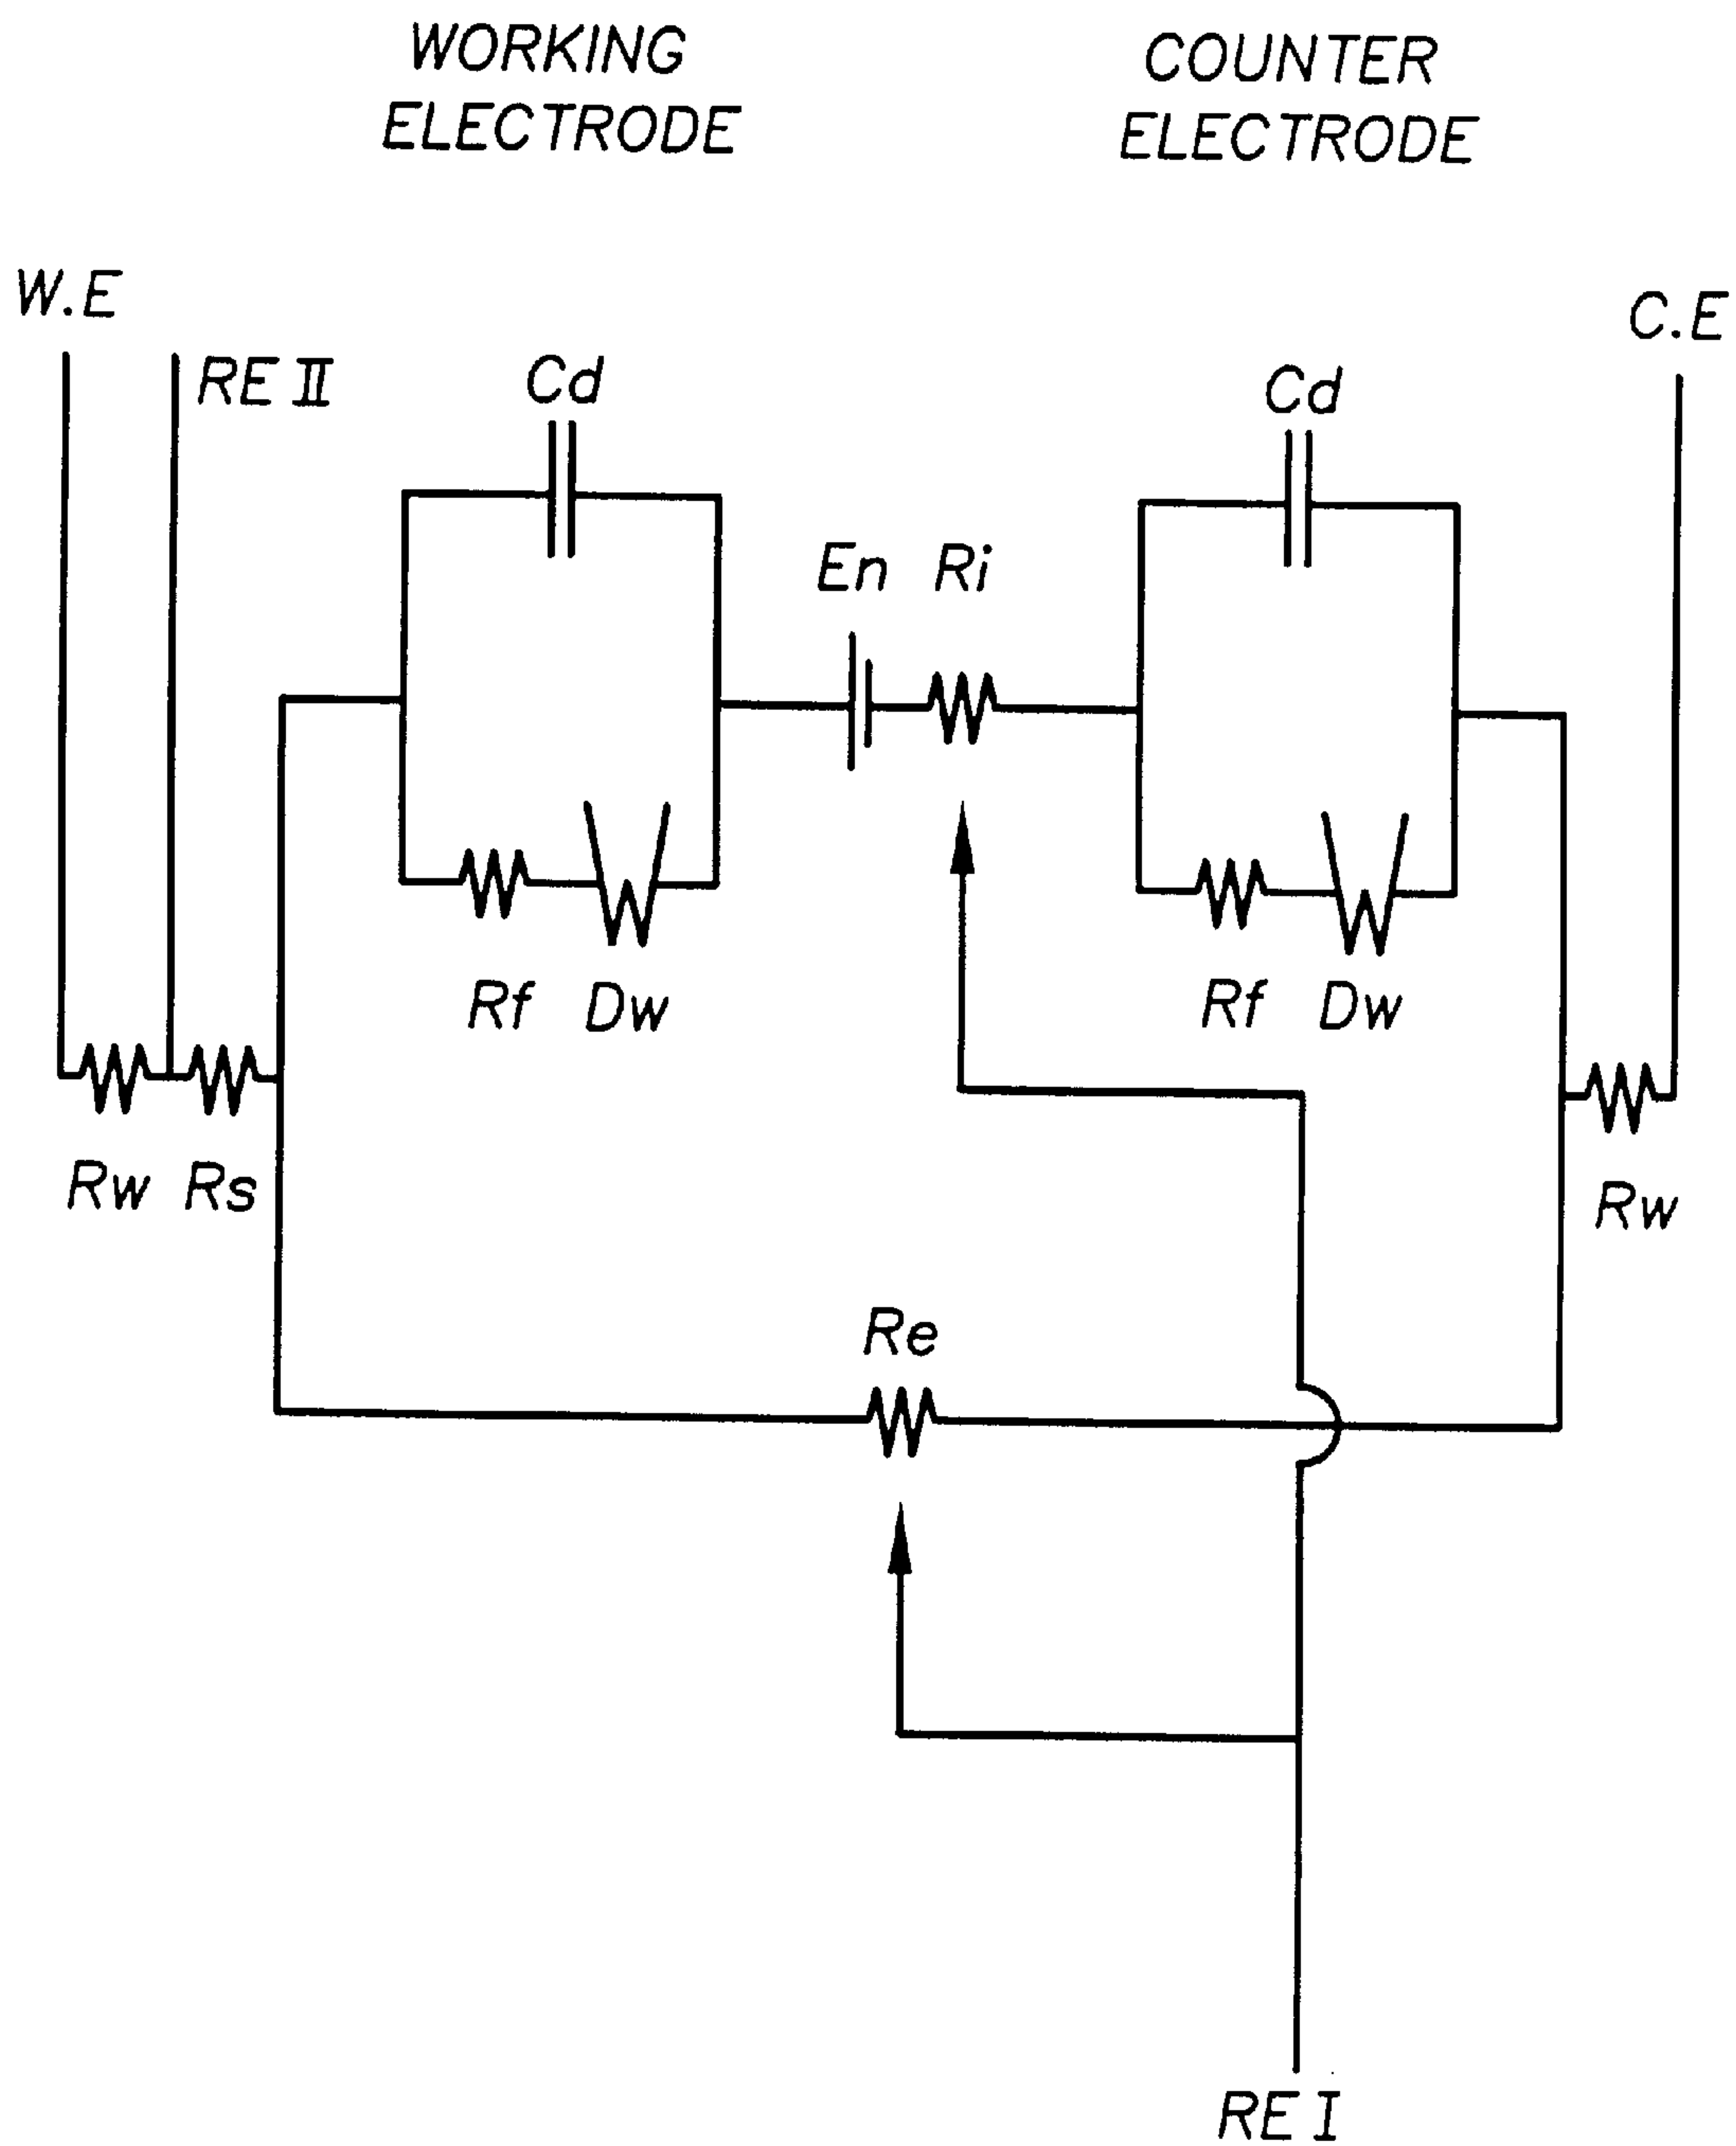 WORKING
ELECTRODE
COUNTER
ELECTRODE
W.E
C.E
RE II
Cd
Cd
En Ri
Rf Dw
Rf Dw
Rw Rs
Rw
Re
RE I